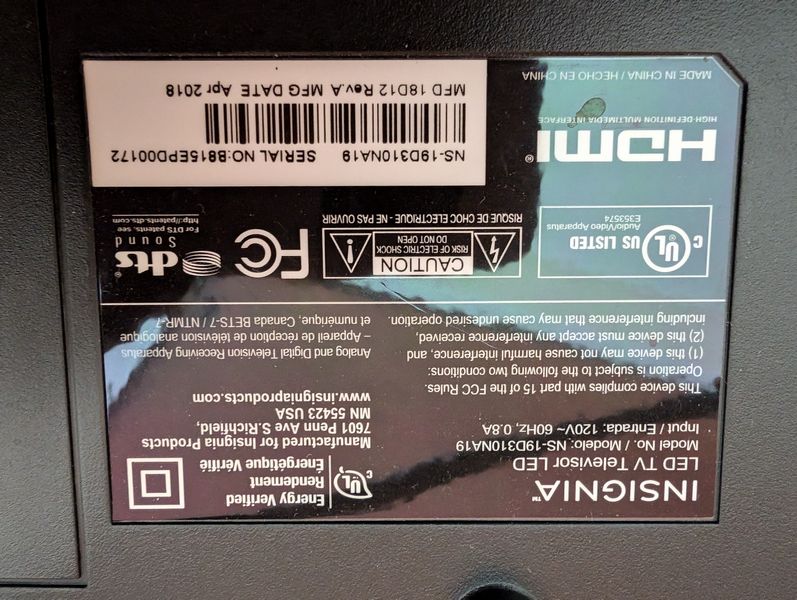 INSIGNIA™
LED TV Televisor LED
Model No. / Modelo: NS-19D310NA19
Input / Entrada: 120V~ 60Hz 0.8A
Energy Verified
Rendement
Énergétique Vérifié
C UL
Manufactured for Insignia Products
7601 Penn Ave S.Richfield,
MN 55423 USA
www.insigniaproducts.com
This device complies with part 15 of the FCC Rules.
Operation is subject to the following two conditions:
(1) this device may not cause harmful interference, and
(2) this device must accept any interference received,
including interference that may cause undesired operation.
Analog and Digital Television Receiving Apparatus
– Appareil de réception de télévision analogique
et numérique, Canada BETS-7 / NTMR-7
C UL® US LISTED
Audio/Video Apparatus
E353574
CAUTION
RISK OF ELECTRIC SHOCK
DO NOT OPEN
RISQUE DE CHOC ELECTRIQUE - NE PAS OUVRIR
FC
dts®
Sound
For DTS patents, see
http://patents.dts.com
HDMI®
HIGH-DEFINITION MULTIMEDIA INTERFACE
MADE IN CHINA / HECHO EN CHINA
NS-19D310NA19 SERIAL NO:B8815EPD00172
MFD 18D12 Rev.A MFG DATE Apr 2018